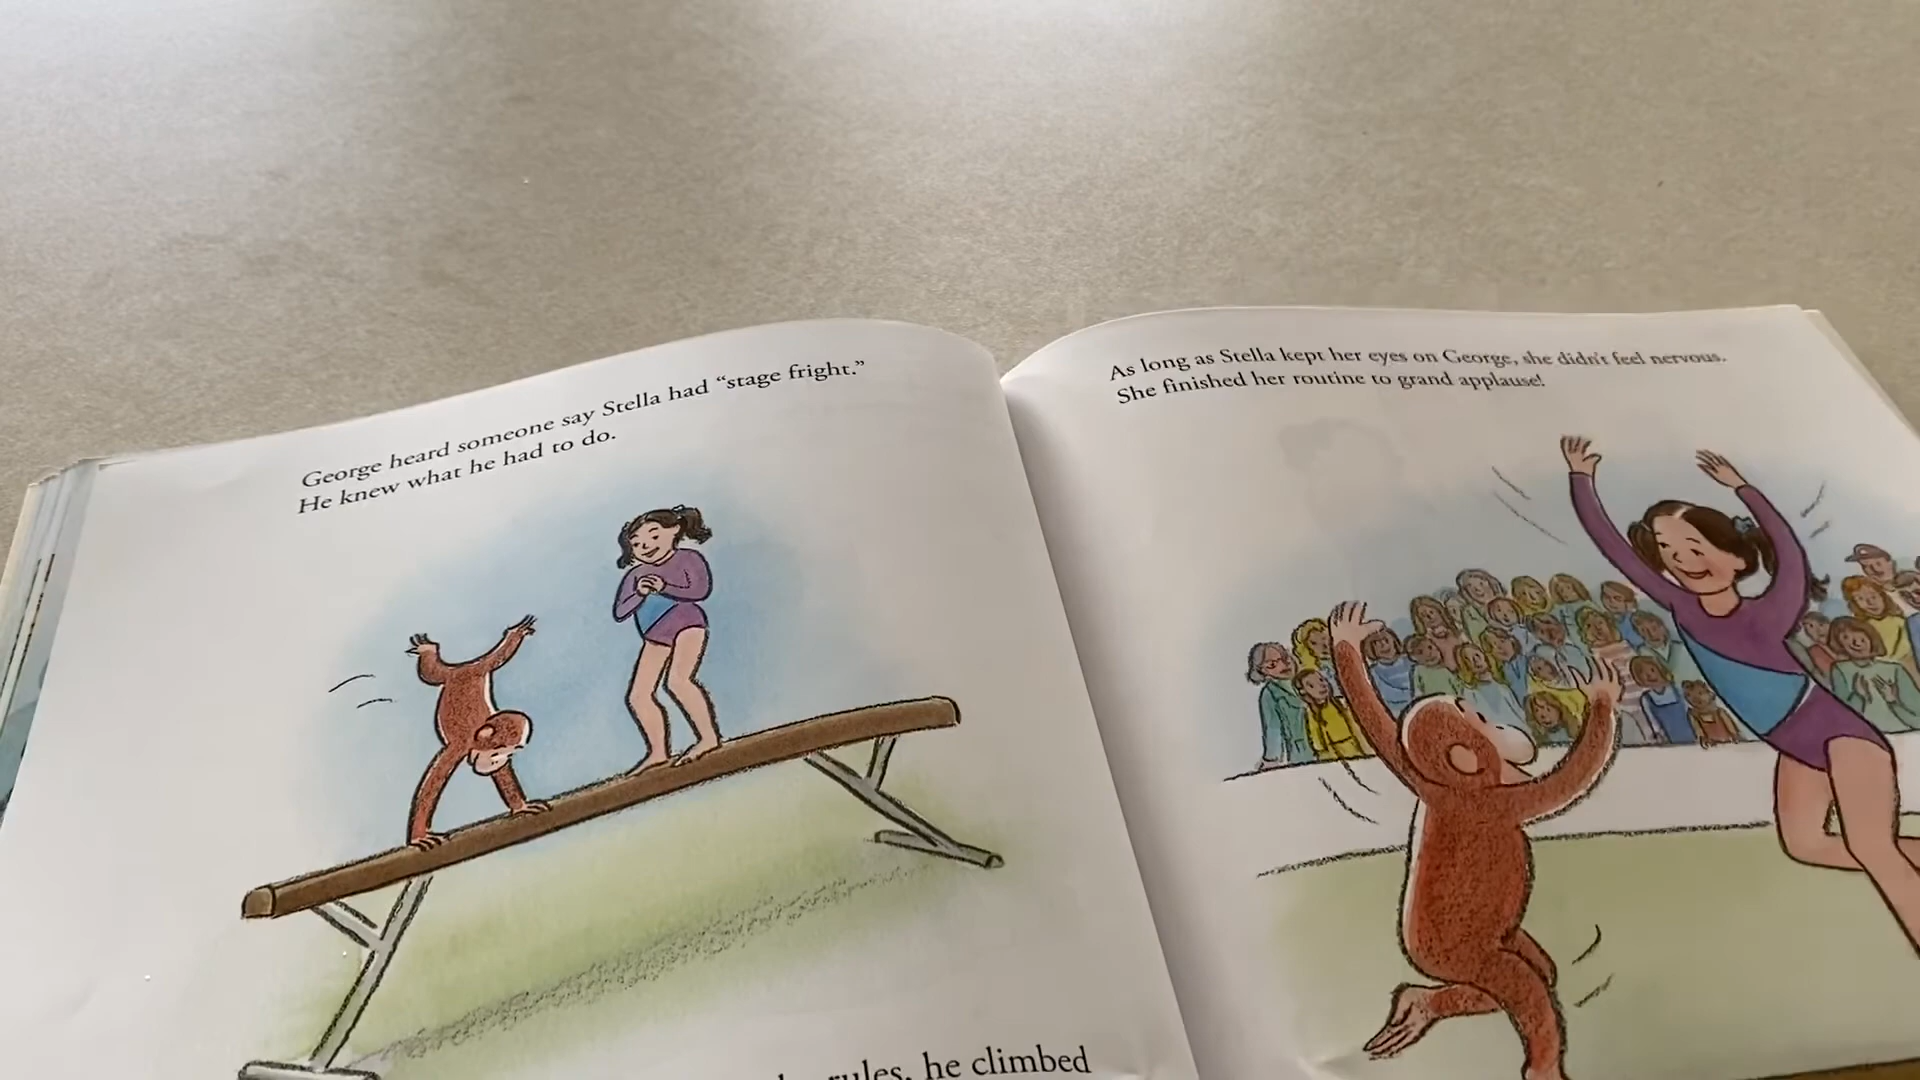 George heard someone say Stella had “stage fright.”
He knew what he had to do.
rules, he climbed
As long as Stella kept her eyes on George, she didn't feel nervous.
She finished her routine to grand applause!